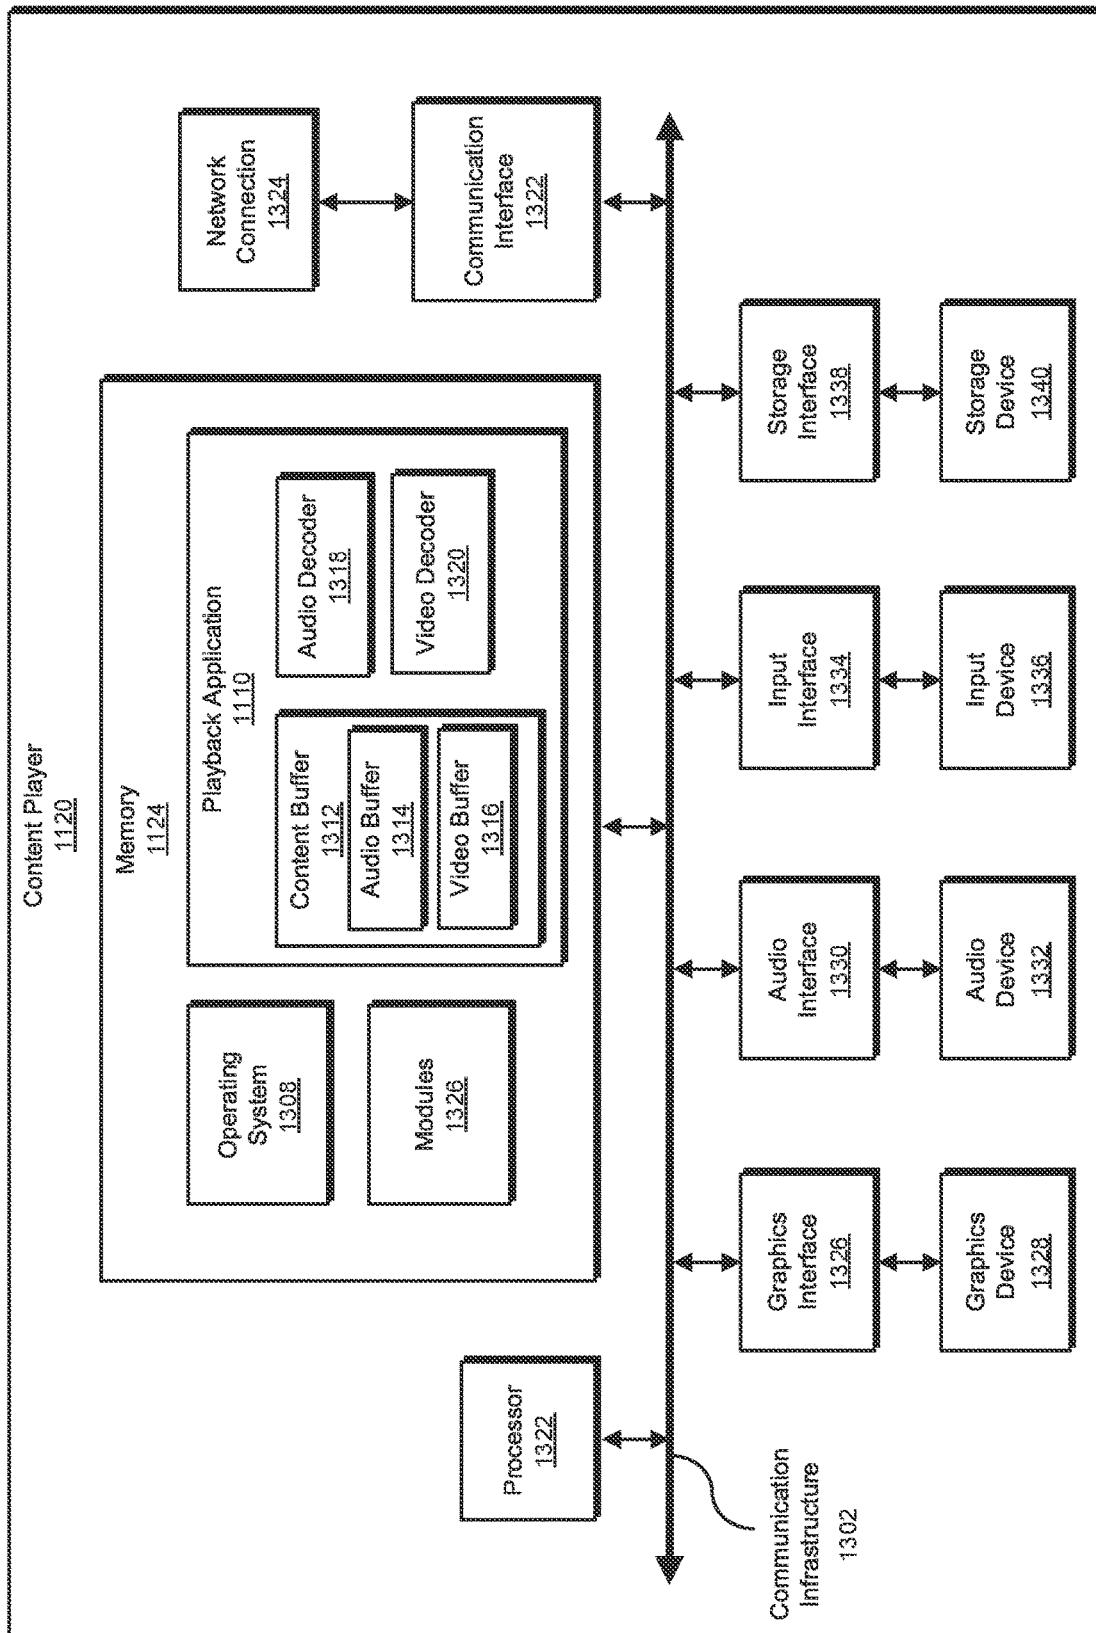 Content Player
1120
Memory
1124
Operating
System
1308
Modules
1326
Playback Application
1110
Content Buffer
1312
Audio Buffer
1314
Video Buffer
1316
Audio Decoder
1318
Video Decoder
1320
Network
Connection
1324
Communication
Interface
1322
Processor
1322
Communication
Infrastructure
1302
Graphics
Interface
1326
Graphics
Device
1328
Audio
Interface
1330
Audio
Device
1332
Input
Interface
1334
Input
Device
1336
Storage
Interface
1338
Storage
Device
1340